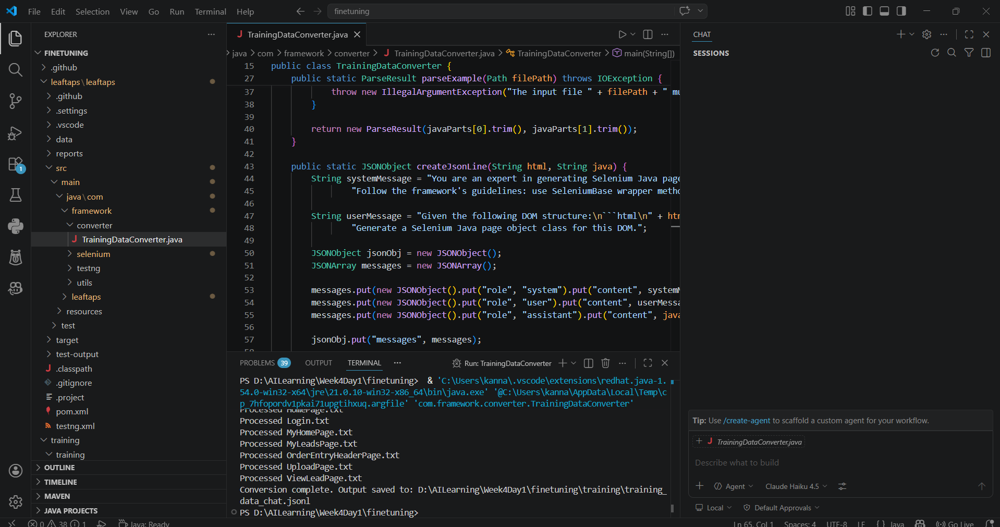 File Edit Selection View Go Run Terminal Help
finetuning
EXPLORER
FINETUNING
.github
leaftaps\leaftaps
.github
.settings
.vscode
data
reports
src
main
java\com
framework
converter
TrainingDataConverter.java
selenium
testng
utils
leaftaps
resources
test
target
test-output
.classpath
.gitignore
.project
pom.xml
testng.xml
training
training
OUTLINE
TIMELINE
MAVEN
JAVA PROJECTS
1
TrainingDataConverter.java
java > com > framework > converter > TrainingDataConverter.java > TrainingDataConverter > main(String[])
15 public class TrainingDataConverter {
27 public static ParseResult parseExample(Path filePath) throws IOException {
37 throw new IllegalArgumentException("The input file " + filePath + " mu
38 }
39
40 return new ParseResult(javaParts[0].trim(), javaParts[1].trim());
41 }
42
43 public static JSONObject createJsonLine(String html, String java) {
44 String systemMessage = "You are an expert in generating Selenium Java page
45 "Follow the framework's guidelines: use SeleniumBase wrapper metho
46
47 String userMessage = "Given the following DOM structure:\n```html\n" + htm
48 "Generate a Selenium Java page object class for this DOM.";
49
50 JSONObject jsonObj = new JSONObject();
51 JSONArray messages = new JSONArray();
52
53 messages.put(new JSONObject().put("role", "system").put("content", systemM
54 messages.put(new JSONObject().put("role", "user").put("content", userMessa
55 messages.put(new JSONObject().put("role", "assistant").put("content", java
56
57 jsonObj.put("messages", messages);
58
PROBLEMS 39 OUTPUT TERMINAL
Run: TrainingDataConverter
PS D:\AILearning\Week4Day1\finetuning> & 'C:\Users\kanna\.vscode\extensions\redhat.java-1.
54.0-win32-x64\jre\21.0.10-win32-x86_64\bin\java.exe' '@C:\Users\kanna\AppData\Local\Temp\c
p_7hfopordv1pkai71upgtihxuq.argfile' 'com.framework.converter.TrainingDataConverter'
Processed HomePage.txt
Processed Login.txt
Processed MyHomePage.txt
Processed MyLeadsPage.txt
Processed OrderEntryHeaderPage.txt
Processed UploadPage.txt
Processed ViewLeadPage.txt
Conversion complete. Output saved to: D:\AILearning\Week4Day1\finetuning\training\training_
data_chat.jsonl
PS D:\AILearning\Week4Day1\finetuning>
CHAT
SESSIONS
Tip: Use /create-agent to scaffold a custom agent for your workflow.
TrainingDataConverter.java
Describe what to build
Agent Claude Haiku 4.5
Local Default Approvals
0 38 1 Java: Ready
Ln 65, Col 1 Spaces: 4 UTF-8 LF { } Java Go Live